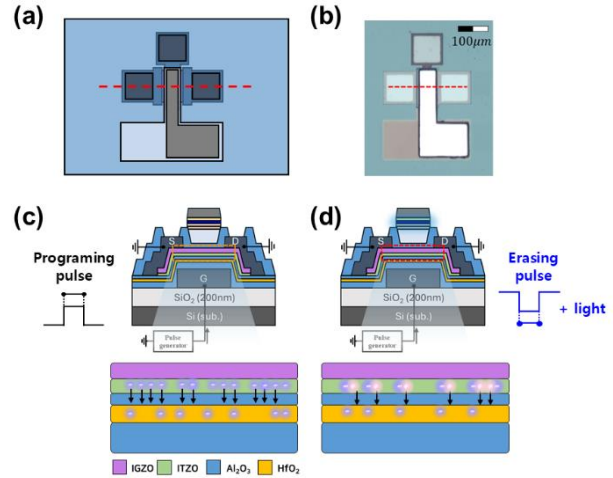 (a)
(b)
100μm
(c)
(d)
Programing
pulse
S
D
G
SiO₂ (200nm)
Si (sub.)
Pulse
generator
S
D
G
SiO₂ (200nm)
Si (sub.)
Pulse
generator
Erasing
pulse
+ light
IGZO
ITZO
Al₂O₃
HfO₂